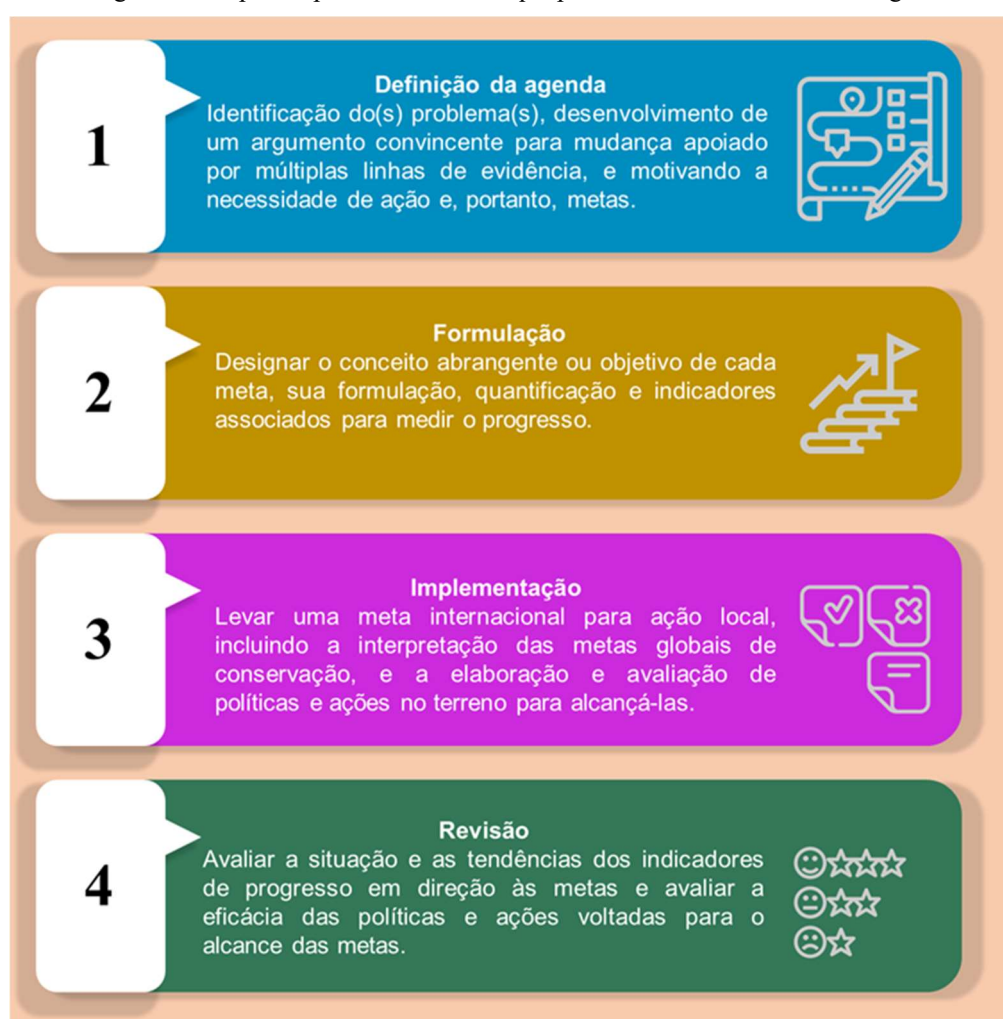 1
Definição da agenda
Identificação do(s) problema(s), desenvolvimento de
um argumento convincente para mudança apoiado
por múltiplas linhas de evidência, e motivando a
necessidade de ação e, portanto, metas.
2
Formulação
Designar o conceito abrangente ou objetivo de cada
meta, sua formulação, quantificação e indicadores
associados para medir o progresso.
3
Implementação
Levar uma meta internacional para ação local,
incluindo a interpretação das metas globais de
conservação, e a elaboração e avaliação de
políticas e ações no terreno para alcançá-las.
4
Revisão
Avaliar a situação e as tendências dos indicadores
de progresso em direção às metas e avaliar a
eficácia das políticas e ações voltadas para o
alcance das metas.